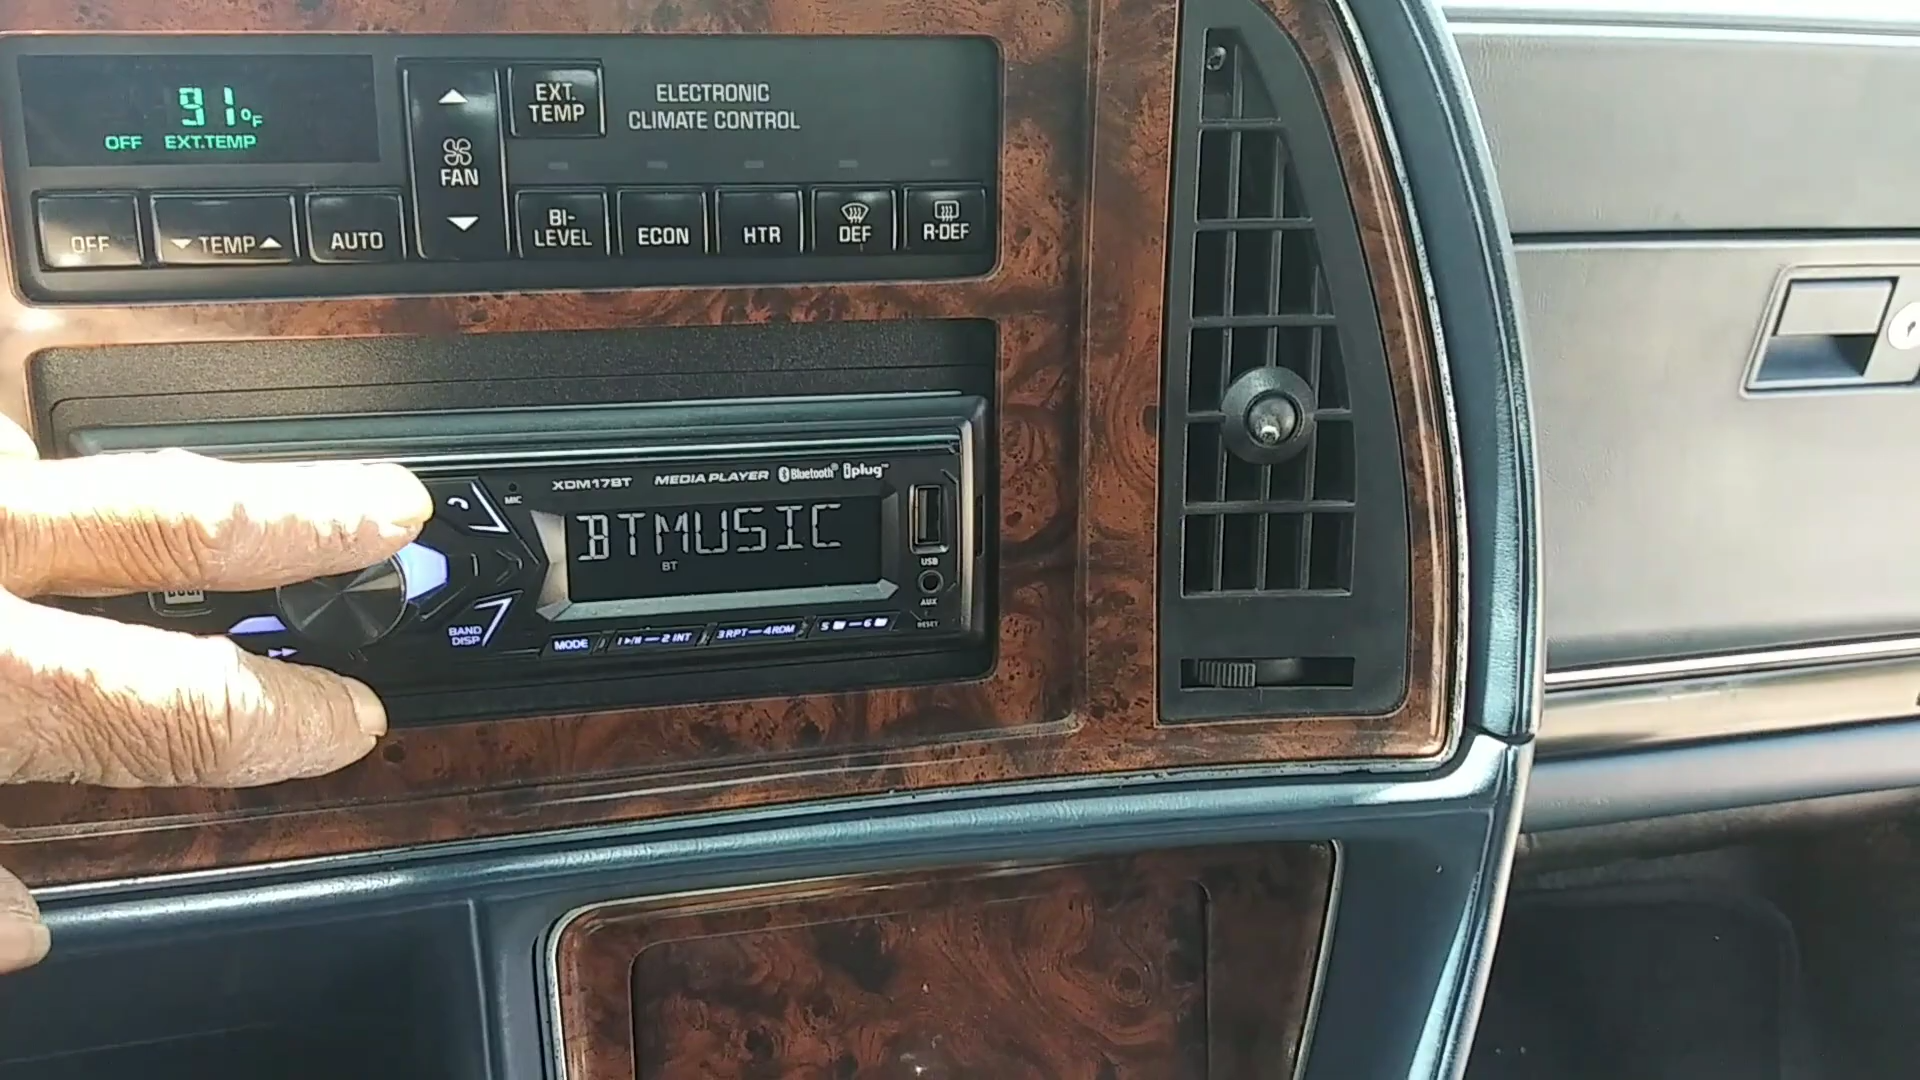 91°F
OFF EXT.TEMP
FAN
EXT.
TEMP
ELECTRONIC
CLIMATE CONTROL
OFF
TEMP
AUTO
BI-
LEVEL
ECON
HTR
DEF
R-DEF
MIC
XDM17BT MEDIA PLAYER Bluetooth® iplug™
BTMUSIC
BT
USB
AUX
RESET
BAND
DISP
MODE
1 2 INT
3 RPT 4 RDM
5 6